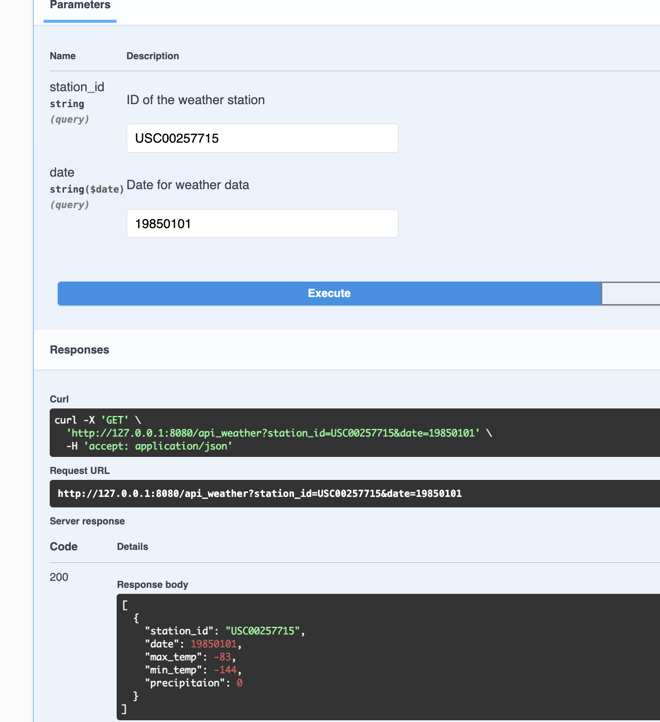 Parameters
Name Description
station_id
string
(query)
ID of the weather station
USC00257715
date
string($date)
(query)
Date for weather data
19850101
Execute
Responses
Curl
curl -X 'GET' \
  'http://127.0.0.1:8080/api_weather?station_id=USC00257715&date=19850101' \
  -H 'accept: application/json'
Request URL
http://127.0.0.1:8080/api_weather?station_id=USC00257715&date=19850101
Server response
Code Details
200
Response body
[
  {
    "station_id": "USC00257715",
    "date": 19850101,
    "max_temp": -83,
    "min_temp": -144,
    "precipitaion": 0
  }
]